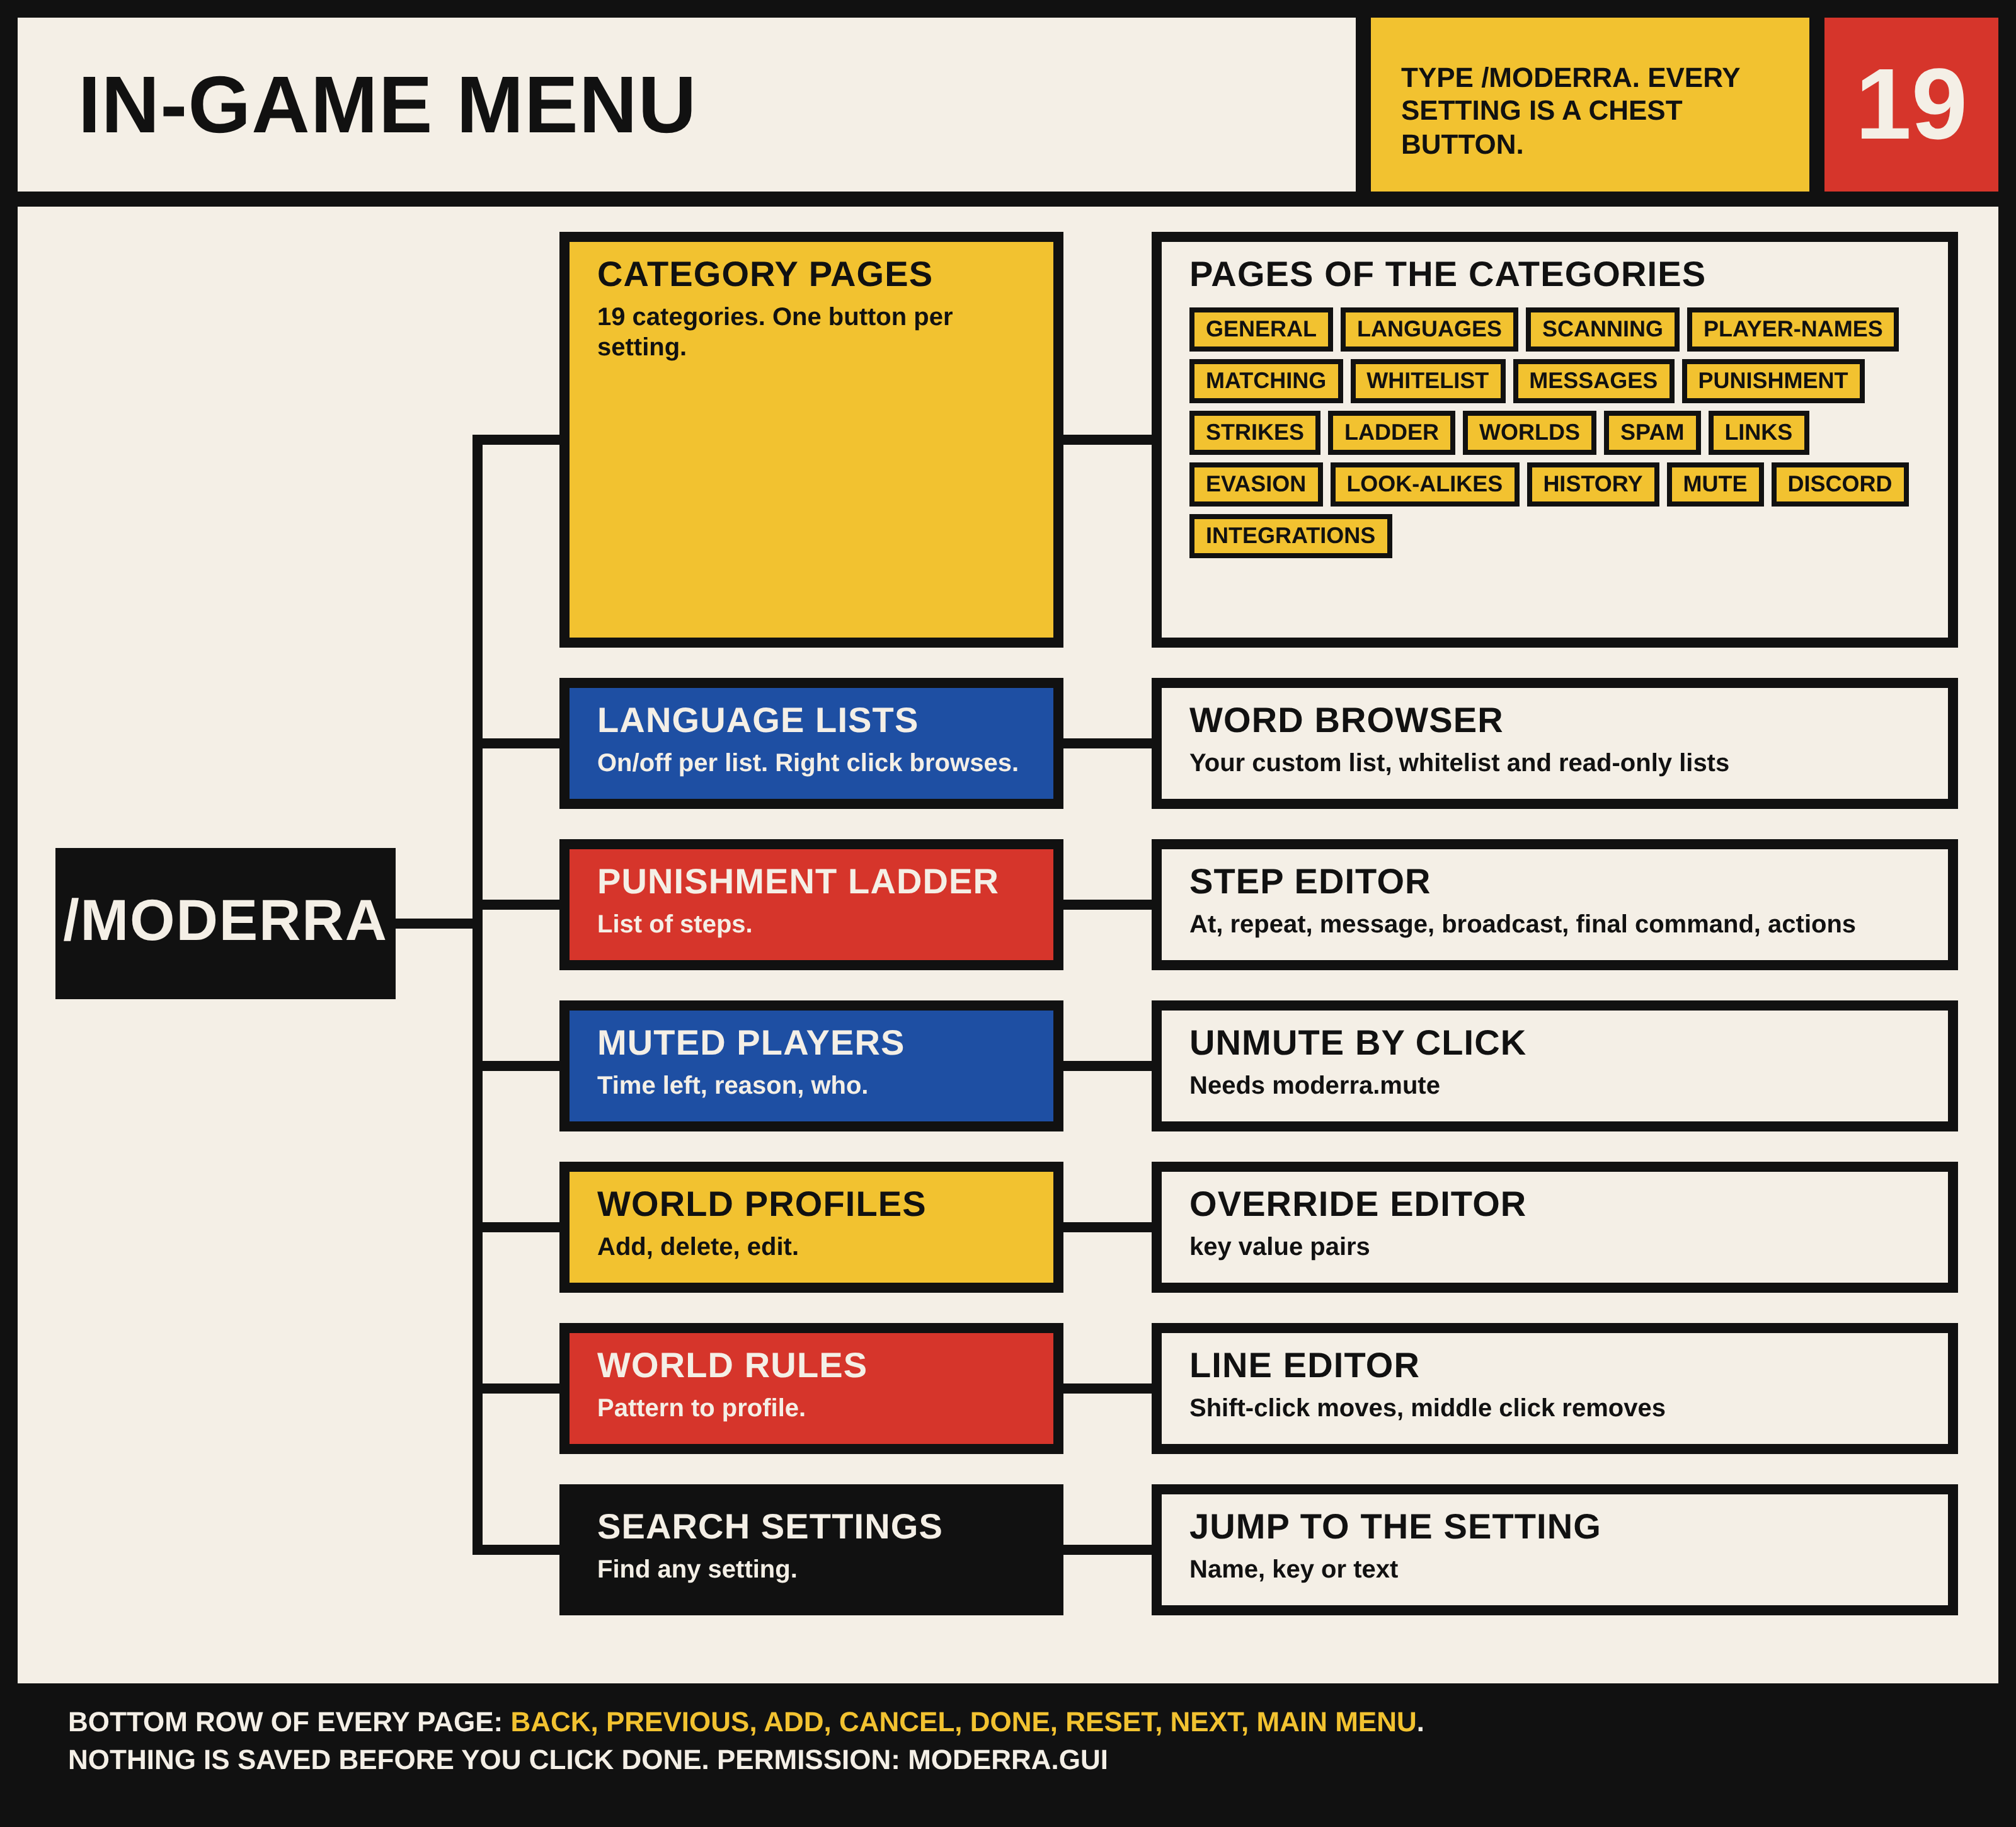 IN-GAME MENU
TYPE /MODERRA. EVERY
SETTING IS A CHEST
BUTTON.
19
/MODERRA
CATEGORY PAGES
19 categories. One button per
setting.
PAGES OF THE CATEGORIES
GENERAL LANGUAGES SCANNING PLAYER-NAMES
MATCHING WHITELIST MESSAGES PUNISHMENT
STRIKES LADDER WORLDS SPAM LINKS
EVASION LOOK-ALIKES HISTORY MUTE DISCORD
INTEGRATIONS
LANGUAGE LISTS
On/off per list. Right click browses.
WORD BROWSER
Your custom list, whitelist and read-only lists
PUNISHMENT LADDER
List of steps.
STEP EDITOR
At, repeat, message, broadcast, final command, actions
MUTED PLAYERS
Time left, reason, who.
UNMUTE BY CLICK
Needs moderra.mute
WORLD PROFILES
Add, delete, edit.
OVERRIDE EDITOR
key value pairs
WORLD RULES
Pattern to profile.
LINE EDITOR
Shift-click moves, middle click removes
SEARCH SETTINGS
Find any setting.
JUMP TO THE SETTING
Name, key or text
BOTTOM ROW OF EVERY PAGE: BACK, PREVIOUS, ADD, CANCEL, DONE, RESET, NEXT, MAIN MENU.
NOTHING IS SAVED BEFORE YOU CLICK DONE. PERMISSION: MODERRA.GUI